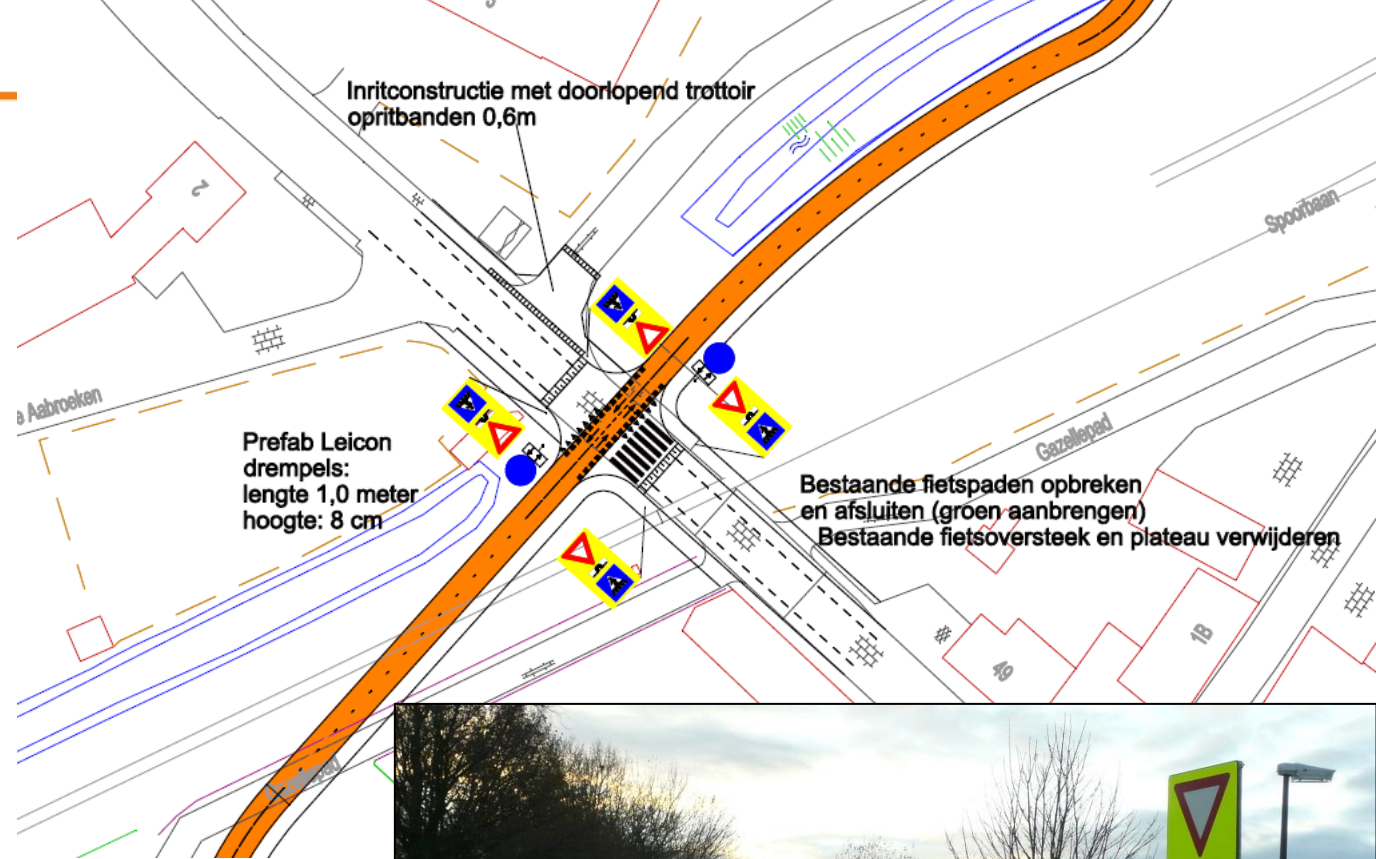 Inritconstructie met doorlopend trottoir
opritbanden 0,6m
2
Spoorbaan
e Aabroeken
Gazellepad
Prefab Leicon
drempels:
lengte 1,0 meter
hoogte: 8 cm
Bestaande fietspaden opbreken
en afsluiten (groen aanbrengen)
Bestaande fietsoversteek en plateau verwijderen
1B
49